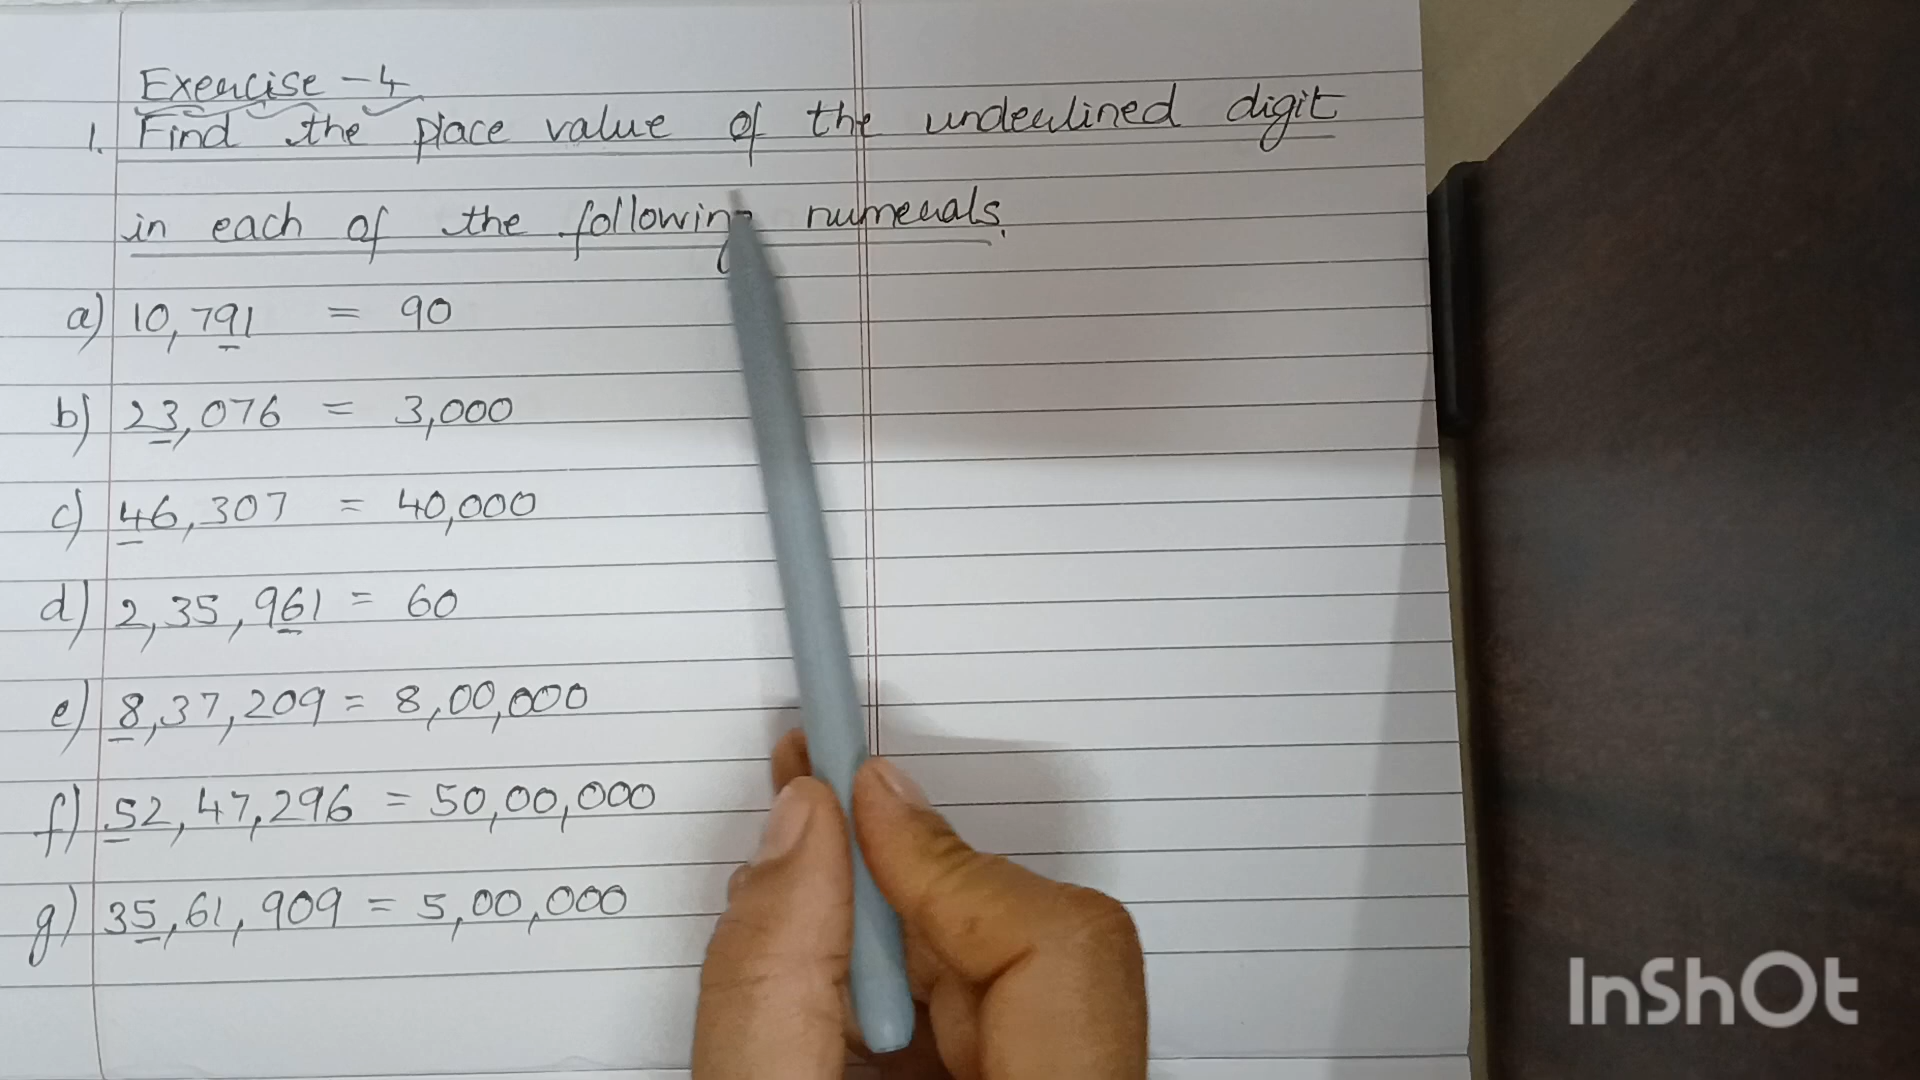 Exercise - 4
1. Find the place value of the underlined digit
in each of the following numerals.
a) 10,791 = 90
b) 23,076 = 3,000
c) 46,307 = 40,000
d) 2,35,961 = 60
e) 8,37,209 = 8,00,000
f) 52,47,296 = 50,00,000
g) 35,61,909 = 5,00,000
InShOt